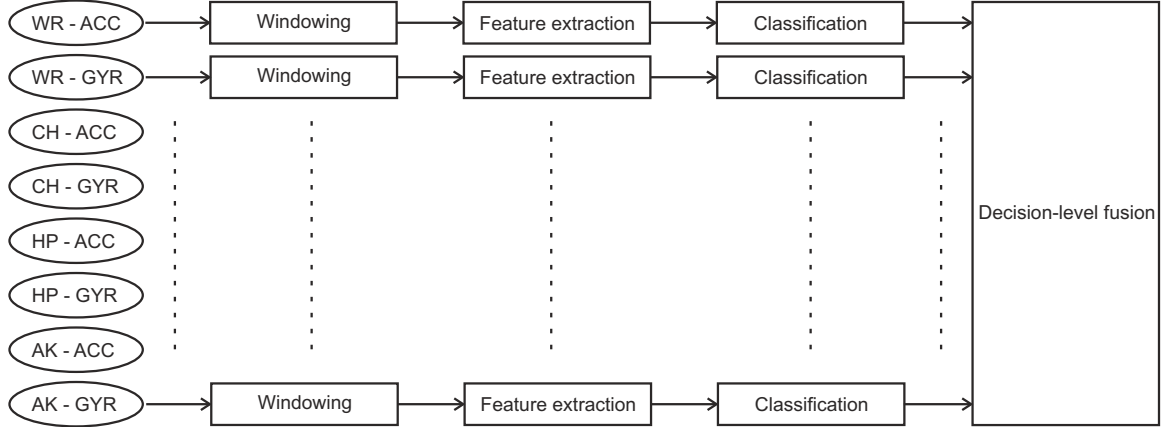 WR - ACC Windowing Feature extraction Classification
WR - GYR Windowing Feature extraction Classification
CH - ACC
CH - GYR
Decision-level fusion
HP - ACC
HP - GYR
AK - ACC
AK - GYR Windowing Feature extraction Classification